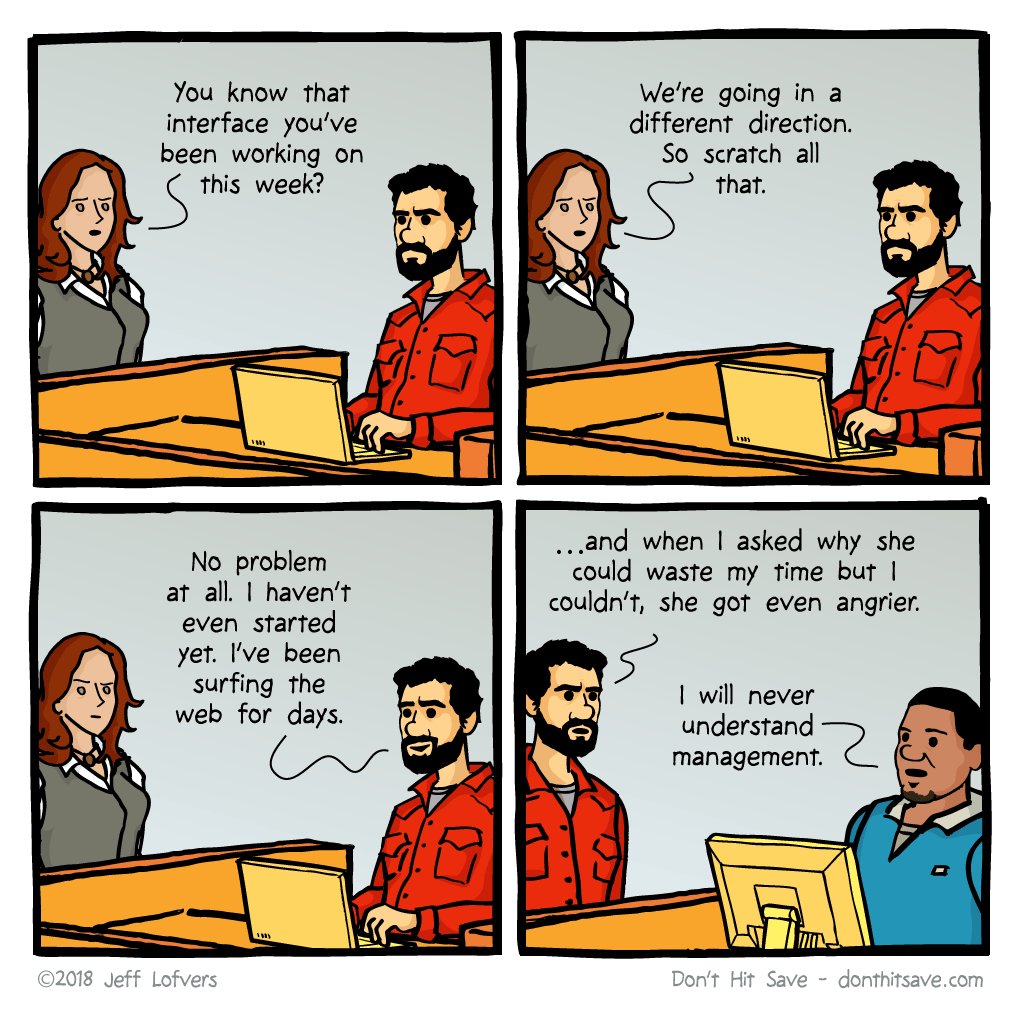 You know that
interface you've
been working on
this week?
We're going in a
different direction.
So scratch all
that.
No problem
at all. I haven't
even started
yet. I've been
surfing the
web for days.
...and when I asked why she
could waste my time but I
couldn't, she got even angrier.
I will never
understand
management.
©2018 Jeff Lofvers
Don't Hit Save - donthitsave.com